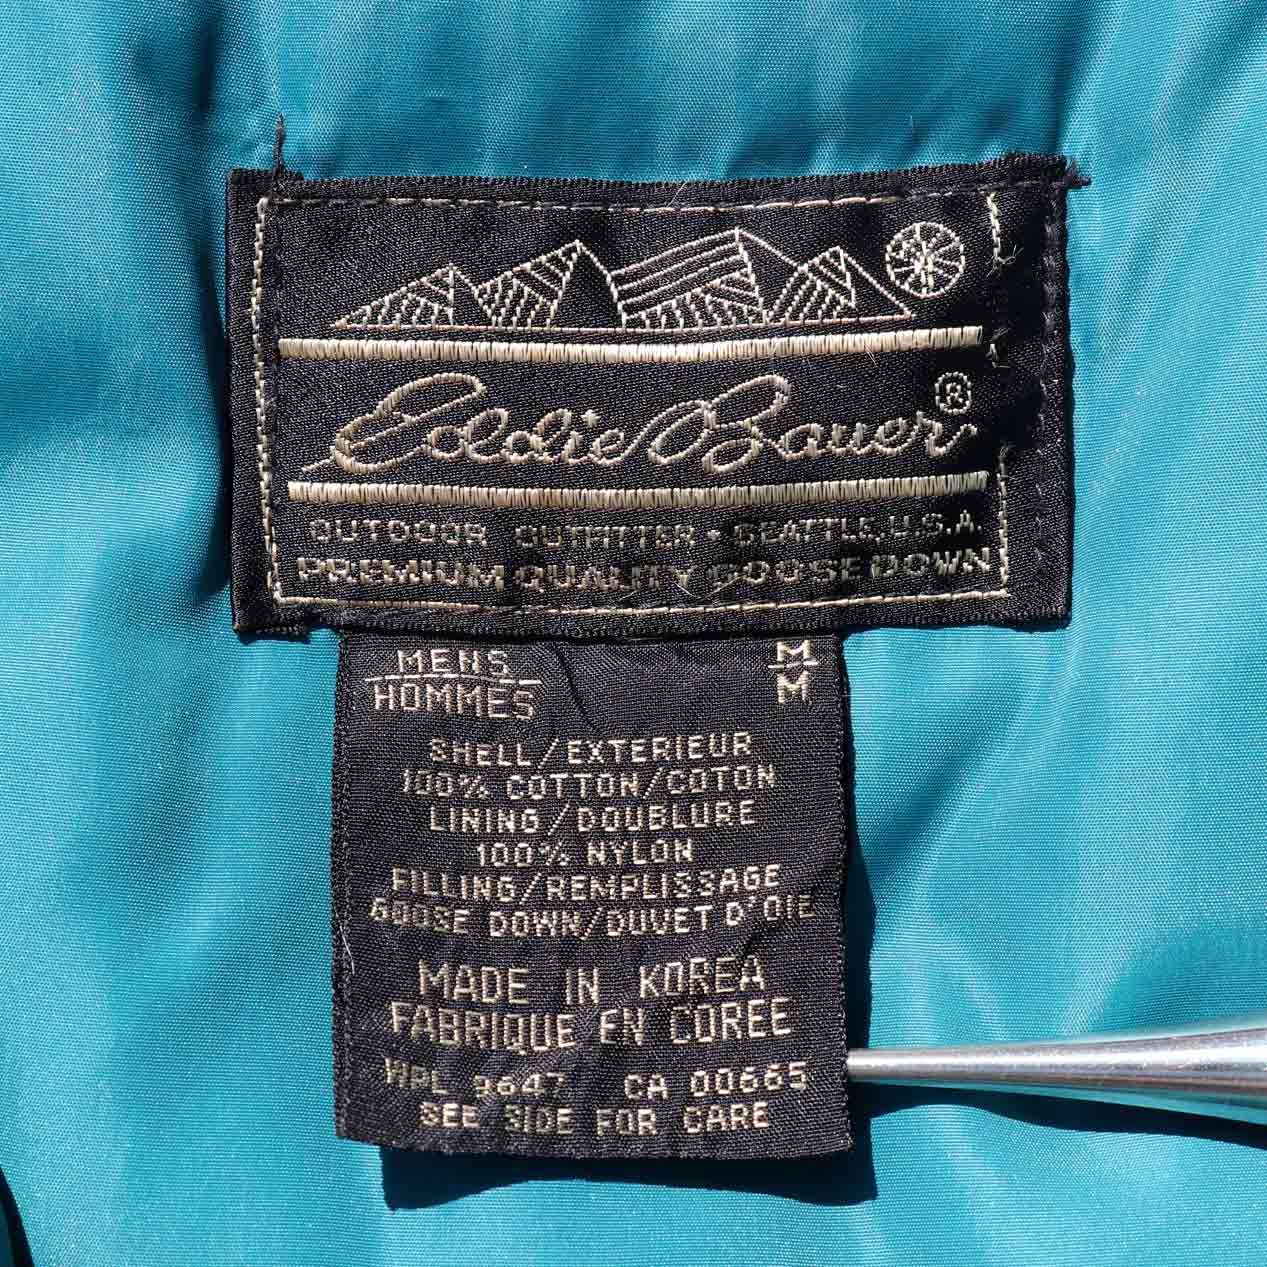 Eddie Bauer®
OUTDOOR OUTFITTER • SEATTLE, U.S.A.
PREMIUM QUALITY GOOSE DOWN
MENS M
HOMMES M
SHELL/EXTERIEUR
100% COTTON/COTON
LINING/DOUBLURE
100% NYLON
FILLING/REMPLISSAGE
GOOSE DOWN/DUVET D'OIE
MADE IN KOREA
FABRIQUE EN COREE
WPL 9647 CA 00665
SEE SIDE FOR CARE